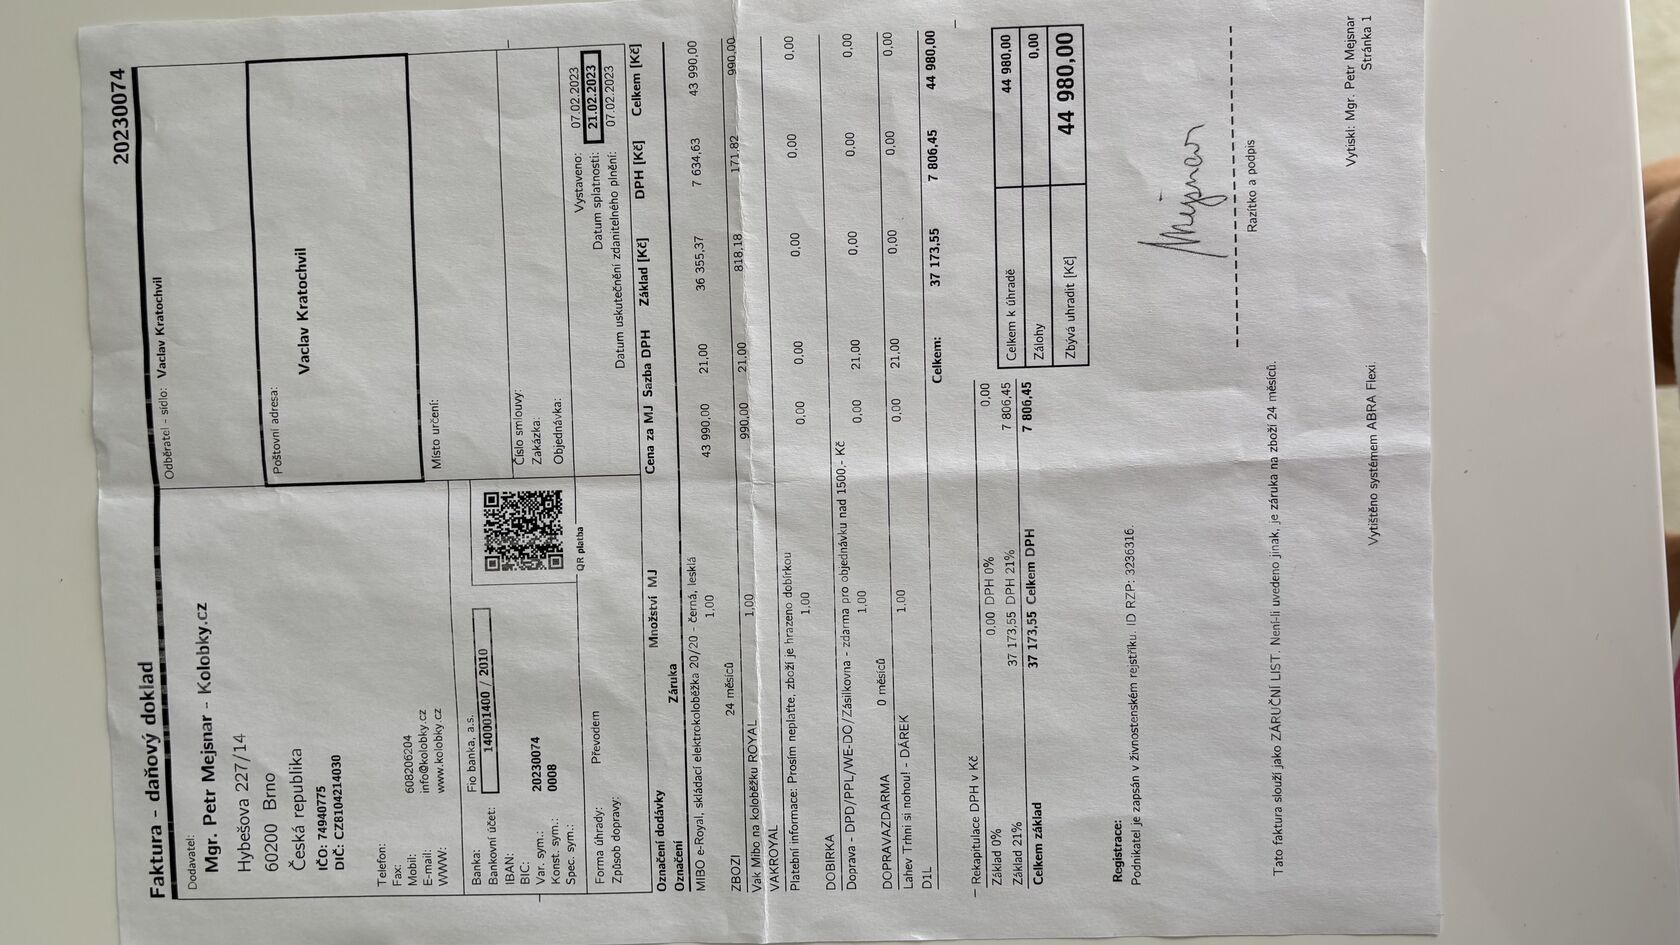 Faktura - daňový doklad 20230074
Dodavatel:
Mgr. Petr Mejsnar - Kolobky.cz
Hybešova 227/14
60200 Brno
Česká republika
IČO: 74940775
DIČ: CZ8104214030
Telefon:
Fax:
Mobil: 608206204
E-mail: info@kolobky.cz
WWW: www.kolobky.cz
Odběratel - sídlo: Vaclav Kratochvil
Poštovní adresa:
Vaclav Kratochvil
Místo určení:
Banka: Fio banka, a.s.
Bankovní účet: 1400001400 / 2010
IBAN:
BIC:
Var. sym.: 20230074
Konst. sym.: 0008
Spec. sym.:
QR platba
Číslo smlouvy:
Zakázka:
Objednávka:
Forma úhrady: Převodem
Způsob dopravy:
Vystaveno: 07.02.2023
Datum splatnosti: 21.02.2023
Datum uskutečnění zdanitelného plnění: 07.02.2023
Označení dodávky
Označení Záruka Množství MJ Cena za MJ Sazba DPH Základ [Kč] DPH [Kč] Celkem [Kč]
MIBO e-Royal, skládací elektrokoloběžka 20/20 - černá, lesklá
1,00 43 990,00 21,00 36 355,37 7 634,63 43 990,00
ZBOZI 24 měsíců
1,00 990,00 21,00 818,18 171,82 990,00
Vak Mibo na koloběžku ROYAL
VAKROYAL
Platební informace: Prosím neplaťte, zboží je hrazeno dobírkou
1,00 0,00 0,00 0,00 0,00 0,00
DOBIRKA
Doprava - DPD/PPL/WE-DO/Zásilkovna - zdarma pro objednávku nad 1500,- Kč
1,00 0,00 21,00 0,00 0,00 0,00
DOPRAVAZDARMA 0 měsíců
1,00 0,00 21,00 0,00 0,00 0,00
Lahev Trhni si nohou! - DÁREK
D1L
Celkem: 37 173,55 7 806,45 44 980,00
Rekapitulace DPH v Kč
Základ 0% 0,00 DPH 0% 0,00
Základ 21% 37 173,55 DPH 21% 7 806,45
Celkem základ 37 173,55 Celkem DPH 7 806,45
Celkem k úhradě 44 980,00
Zálohy 0,00
Zbývá uhradit [Kč] 44 980,00
Registrace:
Podnikatel je zapsán v živnostenském rejstříku. ID RZP: 3236316.
Mejsnar
Razítko a podpis
Tato faktura slouží jako ZÁRUČNÍ LIST. Není-li uvedeno jinak, je záruka na zboží 24 měsíců.
Vytištěno systémem ABRA Flexi.
Vytiskl: Mgr. Petr Mejsnar
Stránka 1